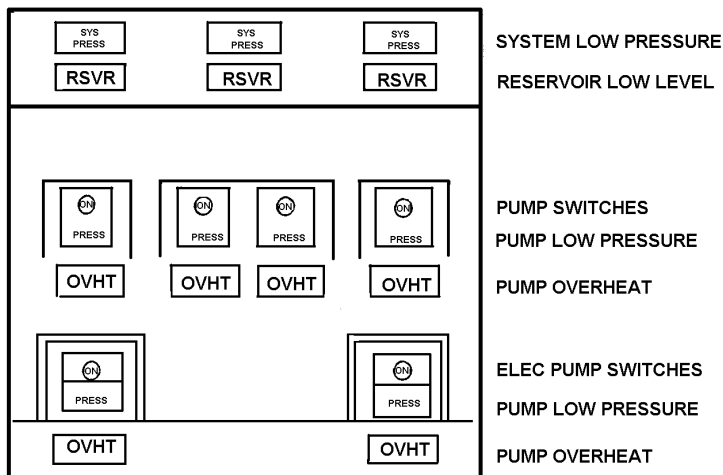 SYS PRESS SYS PRESS SYS PRESS SYSTEM LOW PRESSURE
RSVR RSVR RSVR RESERVOIR LOW LEVEL
ON ON ON ON PUMP SWITCHES
PRESS PRESS PRESS PRESS PUMP LOW PRESSURE
OVHT OVHT OVHT OVHT PUMP OVERHEAT
ON ON ELEC PUMP SWITCHES
PRESS PRESS PUMP LOW PRESSURE
OVHT OVHT PUMP OVERHEAT